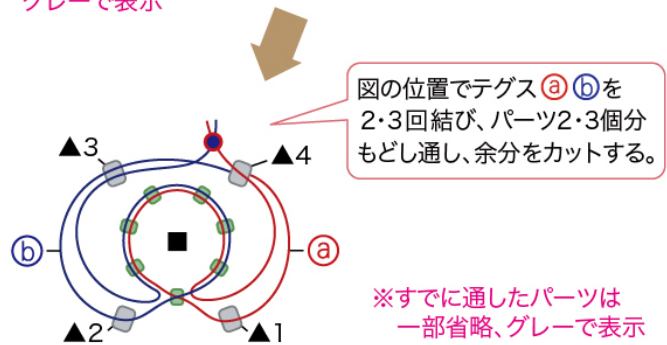 グレーで表示
図の位置でテグスⓐⓑを
2・3回結び、パーツ2・3個分
もどし通し、余分をカットする。
▲3
▲4
ⓑ
■
ⓐ
▲2
▲1
※すでに通したパーツは
一部省略、グレーで表示